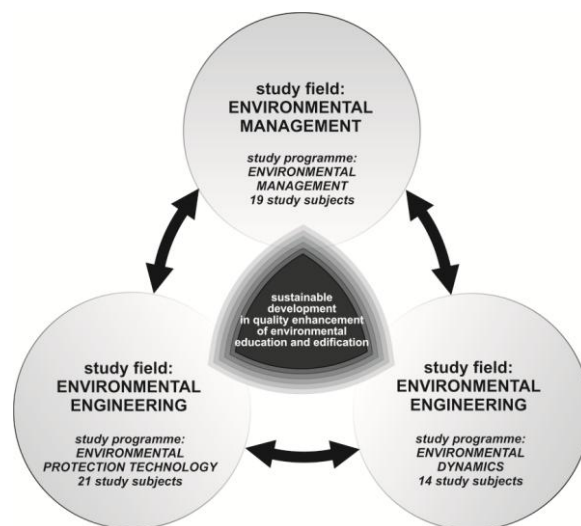 study field:
ENVIRONMENTAL
MANAGEMENT
study programme:
ENVIRONMENTAL
MANAGEMENT
19 study subjects
sustainable
development
in quality enhancement
of environmental
education and edification
study field:
ENVIRONMENTAL
ENGINEERING
study programme:
ENVIRONMENTAL
PROTECTION TECHNOLOGY
21 study subjects
study field:
ENVIRONMENTAL
ENGINEERING
study programme:
ENVIRONMENTAL
DYNAMICS
14 study subjects